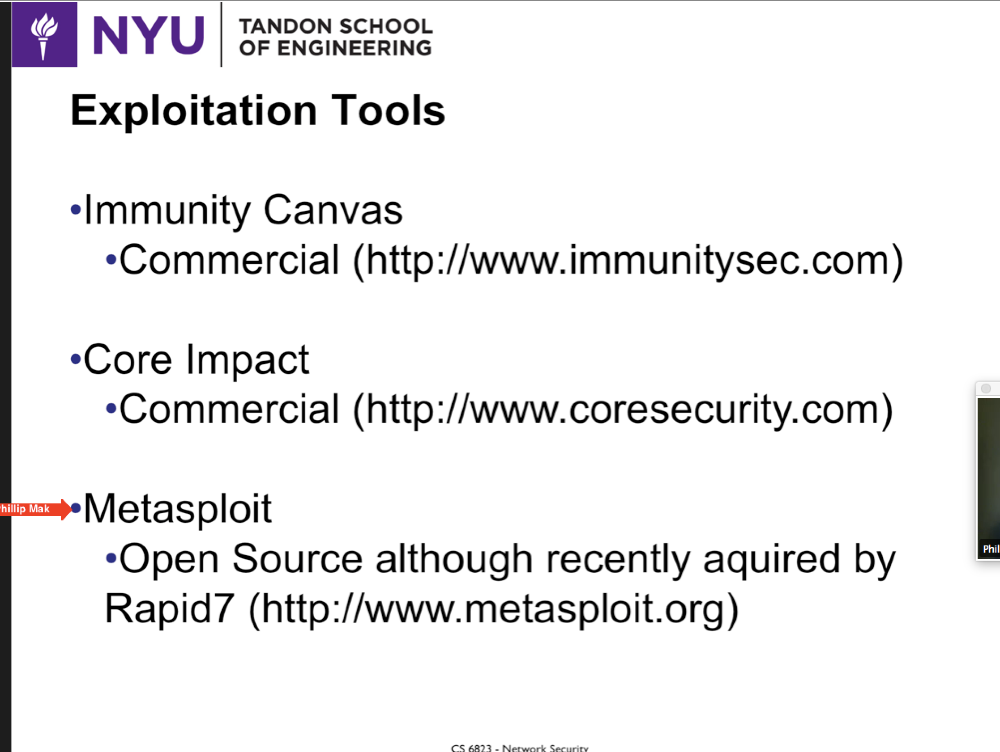 NYU
TANDON SCHOOL
OF ENGINEERING
Exploitation Tools
•Immunity Canvas
•Commercial (http://www.immunitysec.com)
•Core Impact
•Commercial (http://www.coresecurity.com)
hillip Mak
•Metasploit
•Open Source although recently aquired by
Rapid7 (http://www.metasploit.org)
Phil
CS 6823 - Network Security